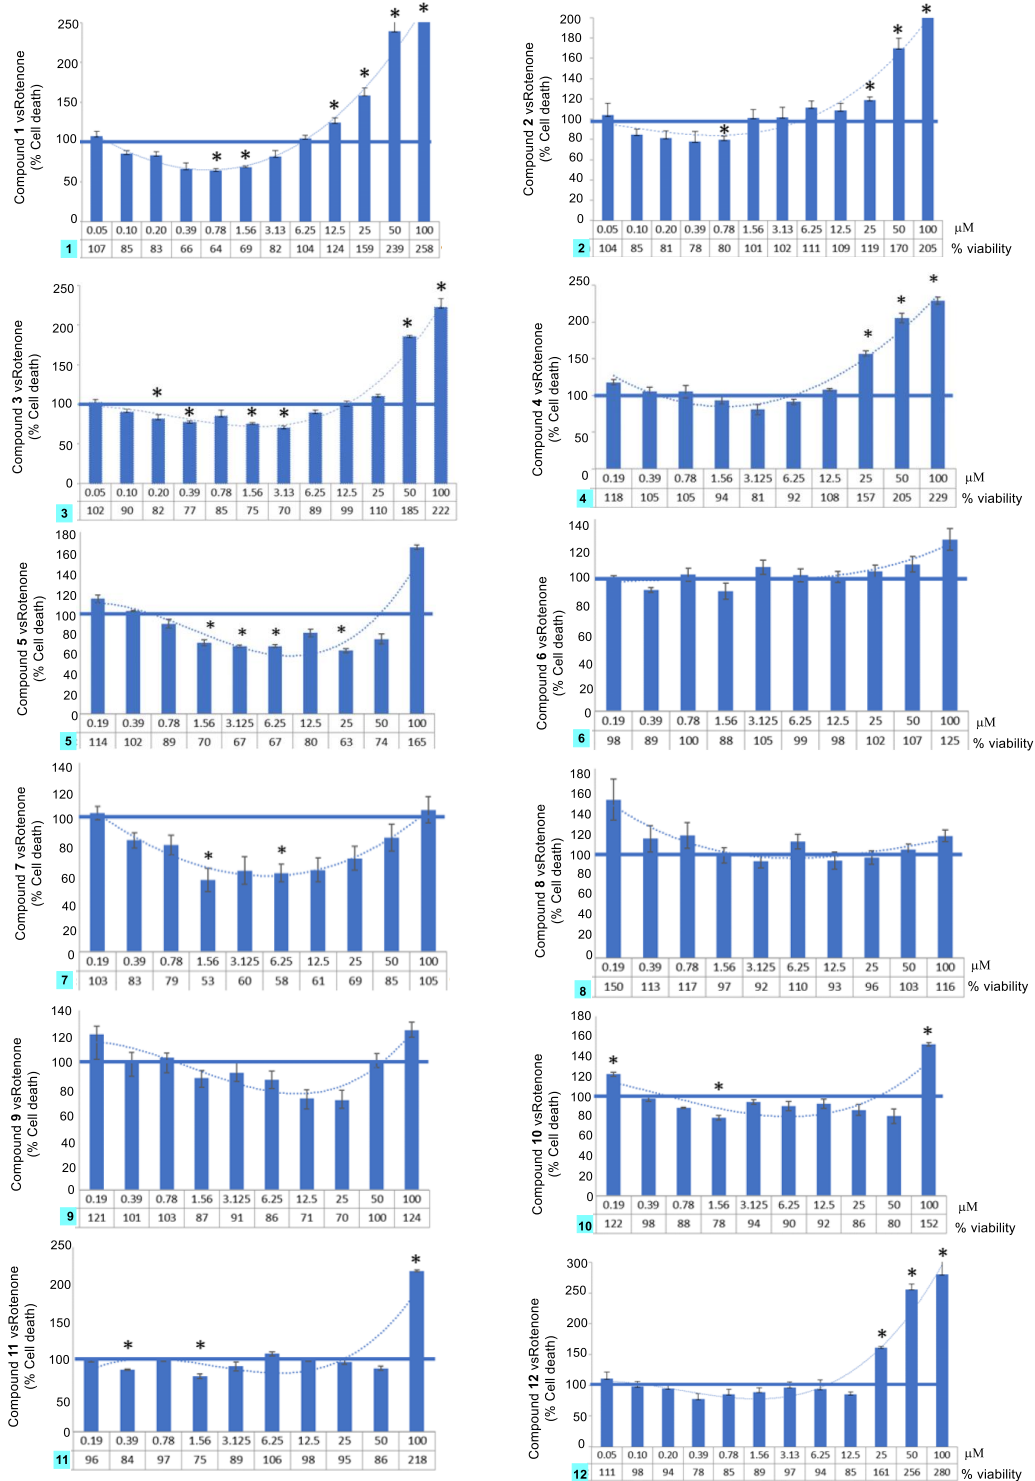 Compound 1 vsRotenone
(% Cell death)
250
200
150
100
50
0
* * * * * *
0.05 0.10 0.20 0.39 0.78 1.56 3.13 6.25 12.5 25 50 100
1 107 85 83 66 64 69 82 104 124 159 239 258
Compound 2 vsRotenone
(% Cell death)
200
180
160
140
120
100
80
60
40
20
0
* * * *
0.05 0.10 0.20 0.39 0.78 1.56 3.13 6.25 12.5 25 50 100 µM
2 104 85 81 78 80 101 102 111 109 119 170 205 % viability
Compound 3 vsRotenone
(% Cell death)
250
200
150
100
50
0
* * * * * *
0.05 0.10 0.20 0.39 0.78 1.56 3.13 6.25 12.5 25 50 100
3 102 90 82 77 85 75 70 89 99 110 185 222
Compound 4 vsRotenone
(% Cell death)
250
200
150
100
50
0
* * *
0.19 0.39 0.78 1.56 3.125 6.25 12.5 25 50 100 µM
4 118 105 105 94 81 92 108 157 205 229 % viability
Compound 5 vsRotenone
(% Cell death)
180
160
140
120
100
80
60
40
20
0
* * * *
0.19 0.39 0.78 1.56 3.125 6.25 12.5 25 50 100
5 114 102 89 70 67 67 80 63 74 165
Compound 6 vsRotenone
(% Cell death)
140
120
100
80
60
40
20
0
0.19 0.39 0.78 1.56 3.125 6.25 12.5 25 50 100 µM
6 98 89 100 88 105 99 98 102 107 125 % viability
Compound 7 vsRotenone
(% Cell death)
140
120
100
80
60
40
20
0
* *
0.19 0.39 0.78 1.56 3.125 6.25 12.5 25 50 100
7 103 83 79 53 60 58 61 69 85 105
Compound 8 vsRotenone
(% Cell death)
180
160
140
120
100
80
60
40
20
0
0.19 0.39 0.78 1.56 3.125 6.25 12.5 25 50 100 µM
8 150 113 117 97 92 110 93 96 103 116 % viability
Compound 9 vsRotenone
(% Cell death)
140
120
100
80
60
40
20
0
0.19 0.39 0.78 1.56 3.125 6.25 12.5 25 50 100
9 121 101 103 87 91 86 71 70 100 124
Compound 10 vsRotenone
(% Cell death)
180
160
140
120
100
80
60
40
20
0
* * *
0.19 0.39 0.78 1.56 3.125 6.25 12.5 25 50 100 µM
10 122 98 88 78 94 90 92 86 80 152 % viability
Compound 11 vsRotenone
(% Cell death)
250
200
150
100
50
0
* * *
0.19 0.39 0.78 1.56 3.125 6.25 12.5 25 50 100
11 96 84 97 75 89 106 98 95 86 218
Compound 12 vsRotenone
(% Cell death)
300
200
150
100
50
0
* * *
0.05 0.10 0.20 0.39 0.78 1.56 3.13 6.25 12.5 25 50 100 µM
12 111 98 94 78 85 89 97 94 85 161 256 280 % viability